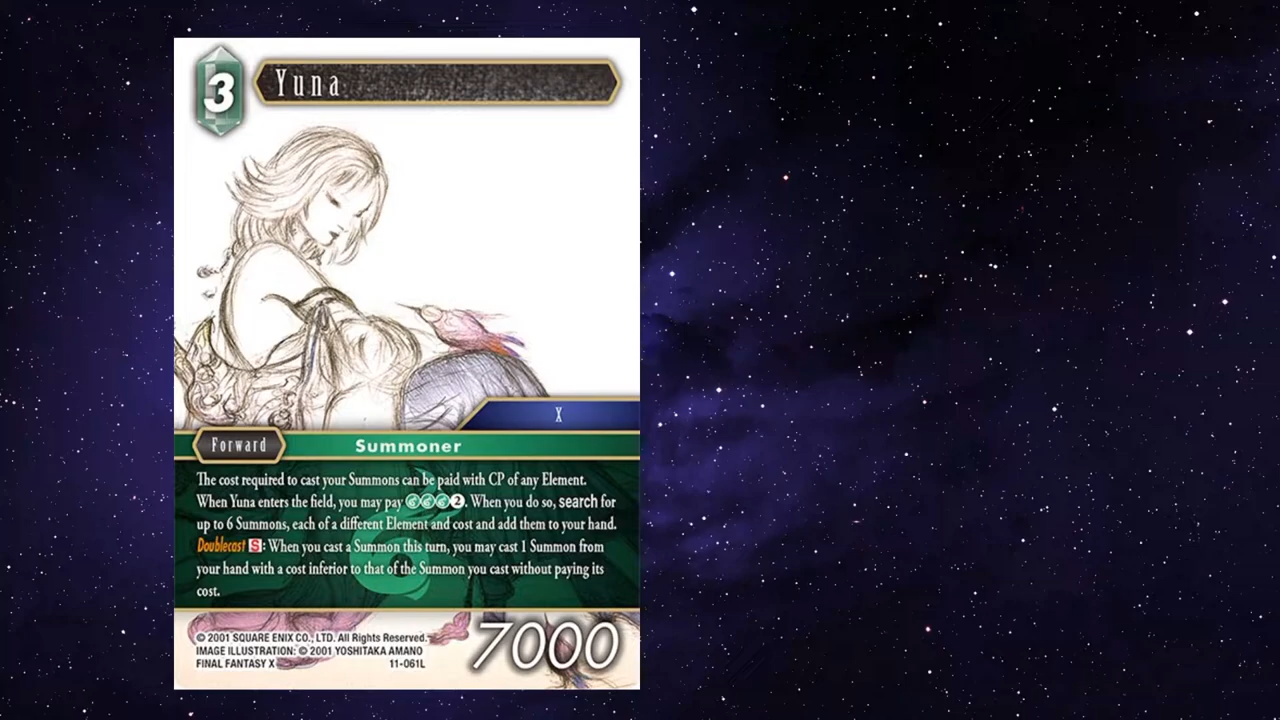 3
Yuna
X
Forward
Summoner
The cost required to cast your Summons can be paid with CP of any Element.
When Yuna enters the field, you may pay 2. When you do so, search for
up to 6 Summons, each of a different Element and cost and add them to your hand.
Doublecast S: When you cast a Summon this turn, you may cast 1 Summon from
your hand with a cost inferior to that of the Summon you cast without paying its
cost.
© 2001 SQUARE ENIX CO., LTD. All Rights Reserved.
IMAGE ILLUSTRATION: © 2001 YOSHITAKA AMANO
FINAL FANTASY X 11-061L
7000